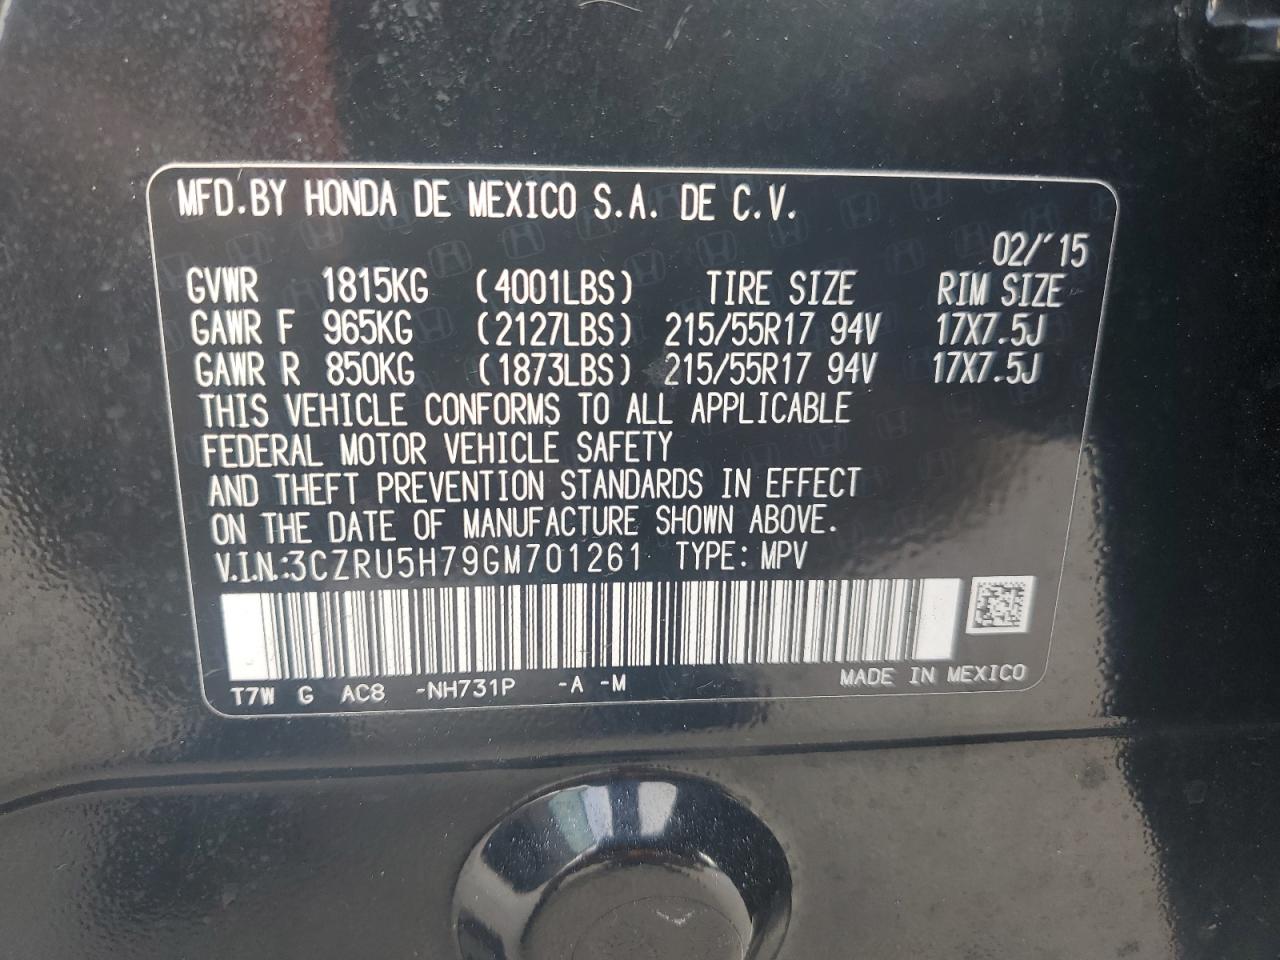 MFD.BY HONDA DE MEXICO S.A. DE C.V.
02/'15
GVWR 1815KG (4001LBS) TIRE SIZE RIM SIZE
GAWR F 965KG (2127LBS) 215/55R17 94V 17X7.5J
GAWR R 850KG (1873LBS) 215/55R17 94V 17X7.5J
THIS VEHICLE CONFORMS TO ALL APPLICABLE
FEDERAL MOTOR VEHICLE SAFETY
AND THEFT PREVENTION STANDARDS IN EFFECT
ON THE DATE OF MANUFACTURE SHOWN ABOVE.
V.I.N.:3CZRU5H79GM701261 TYPE: MPV
T7W G AC8 -NH731P -A -M MADE IN MEXICO